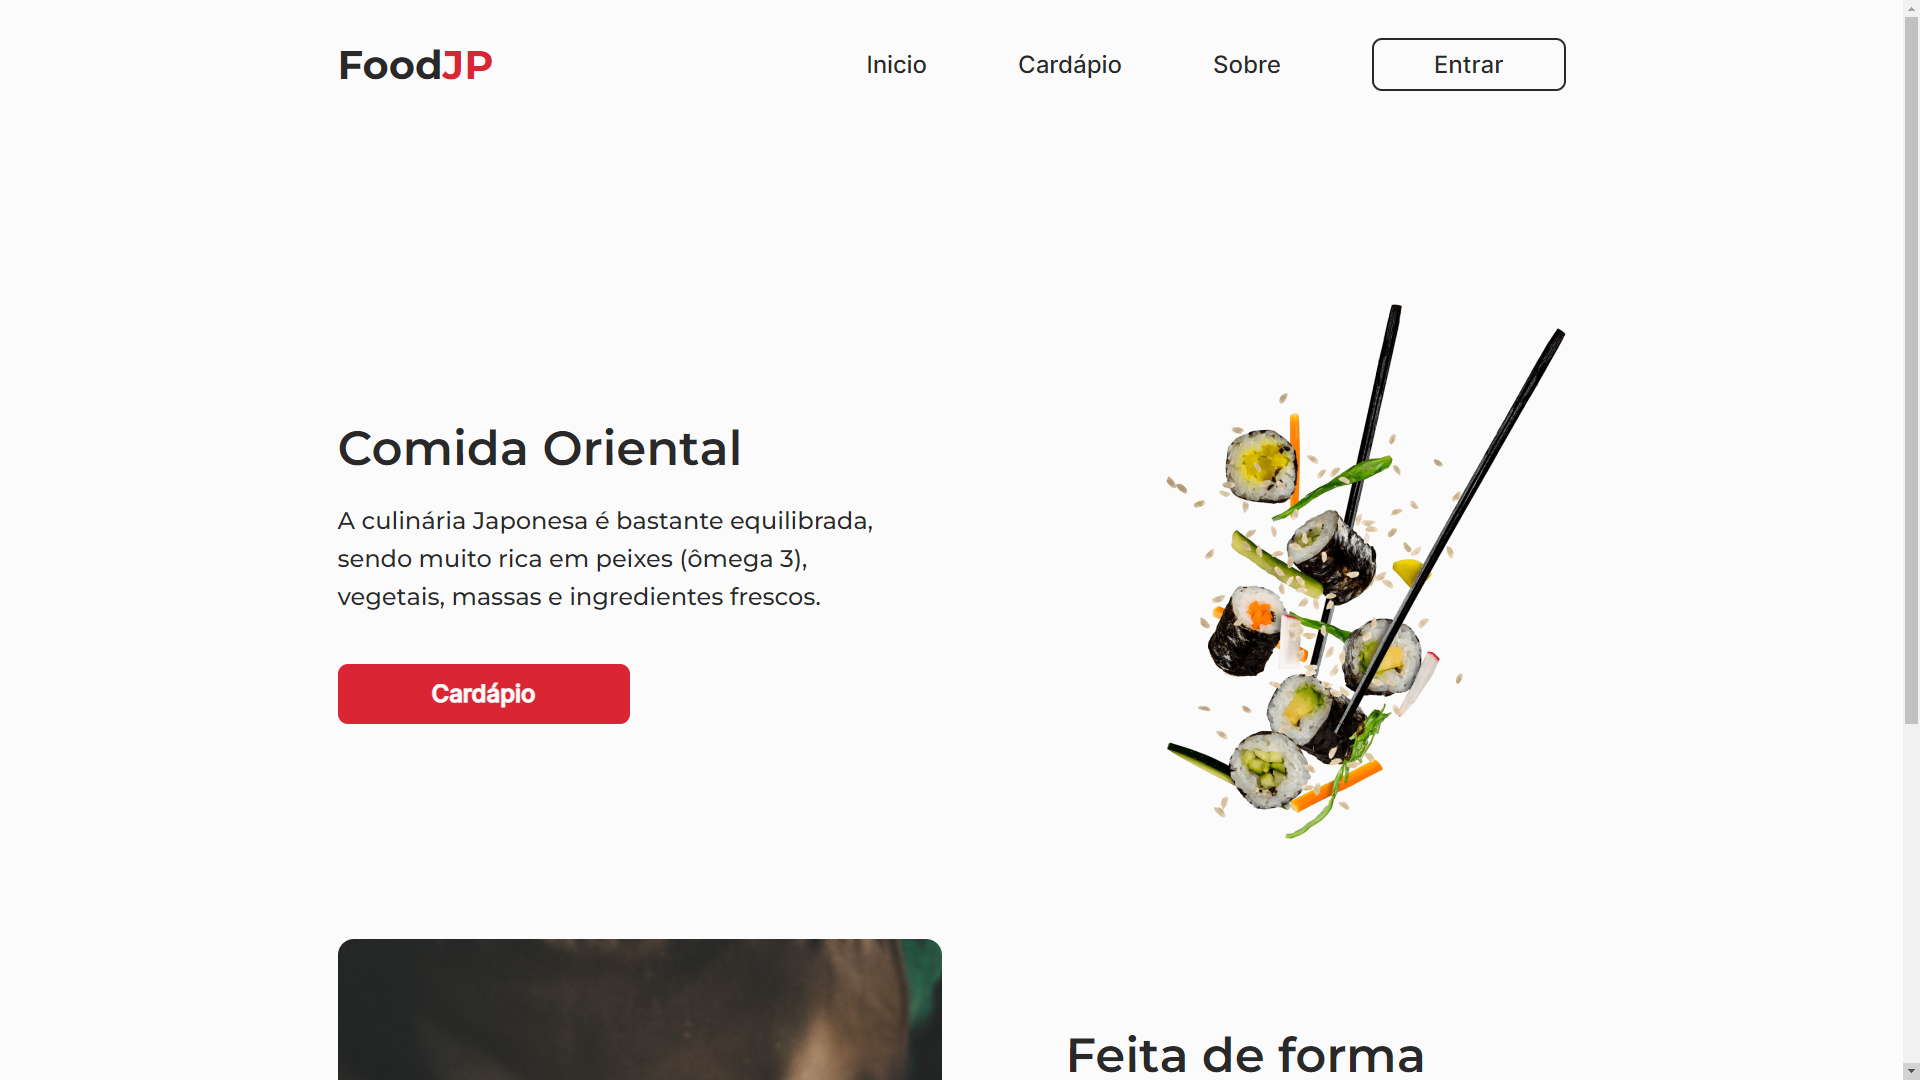 FoodJP
Inicio
Cardápio
Sobre
Entrar
Comida Oriental
A culinária Japonesa é bastante equilibrada,
sendo muito rica em peixes (ômega 3),
vegetais, massas e ingredientes frescos.
Cardápio
Feita de forma